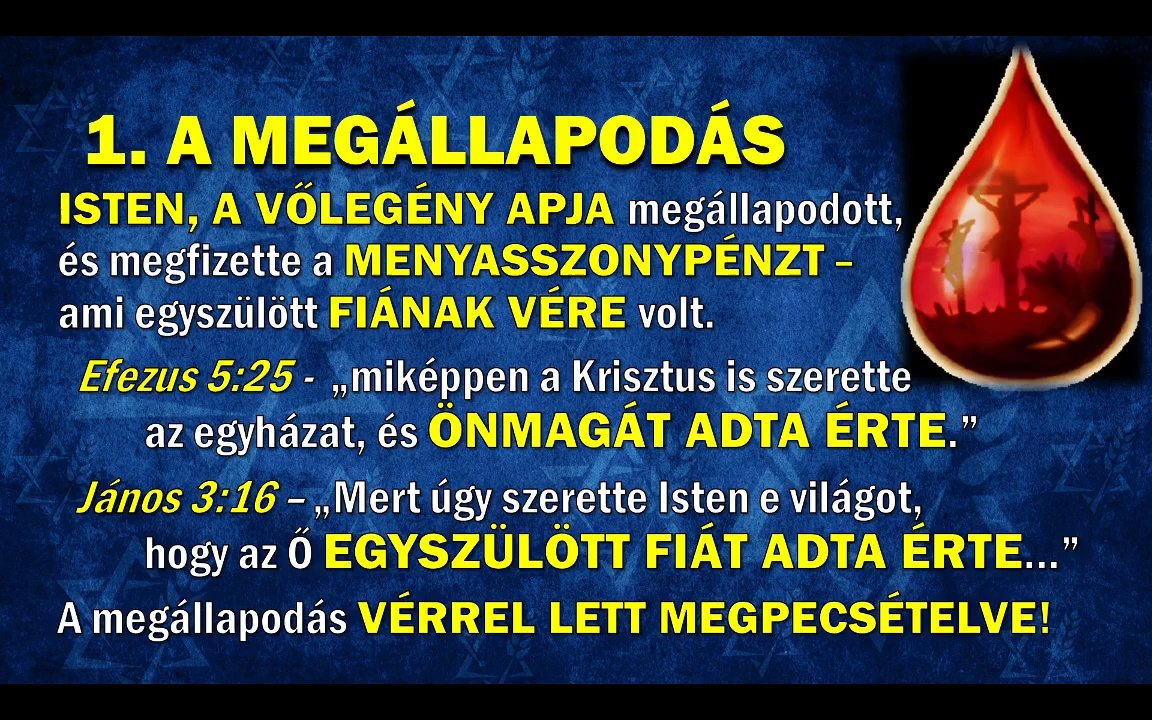 1. A MEGÁLLAPODÁS
ISTEN, A VŐLEGÉNY APJA megállapodott,
és megfizette a MENYASSZONYPÉNZT –
ami egyszülött FIÁNAK VÉRE volt.
Efezus 5:25 - „miképpen a Krisztus is szerette
az egyházat, és ÖNMAGÁT ADTA ÉRTE.”
János 3:16 – „Mert úgy szerette Isten e világot,
hogy az Ő EGYSZÜLÖTT FIÁT ADTA ÉRTE...”
A megállapodás VÉRREL LETT MEGPECSÉTELVE!